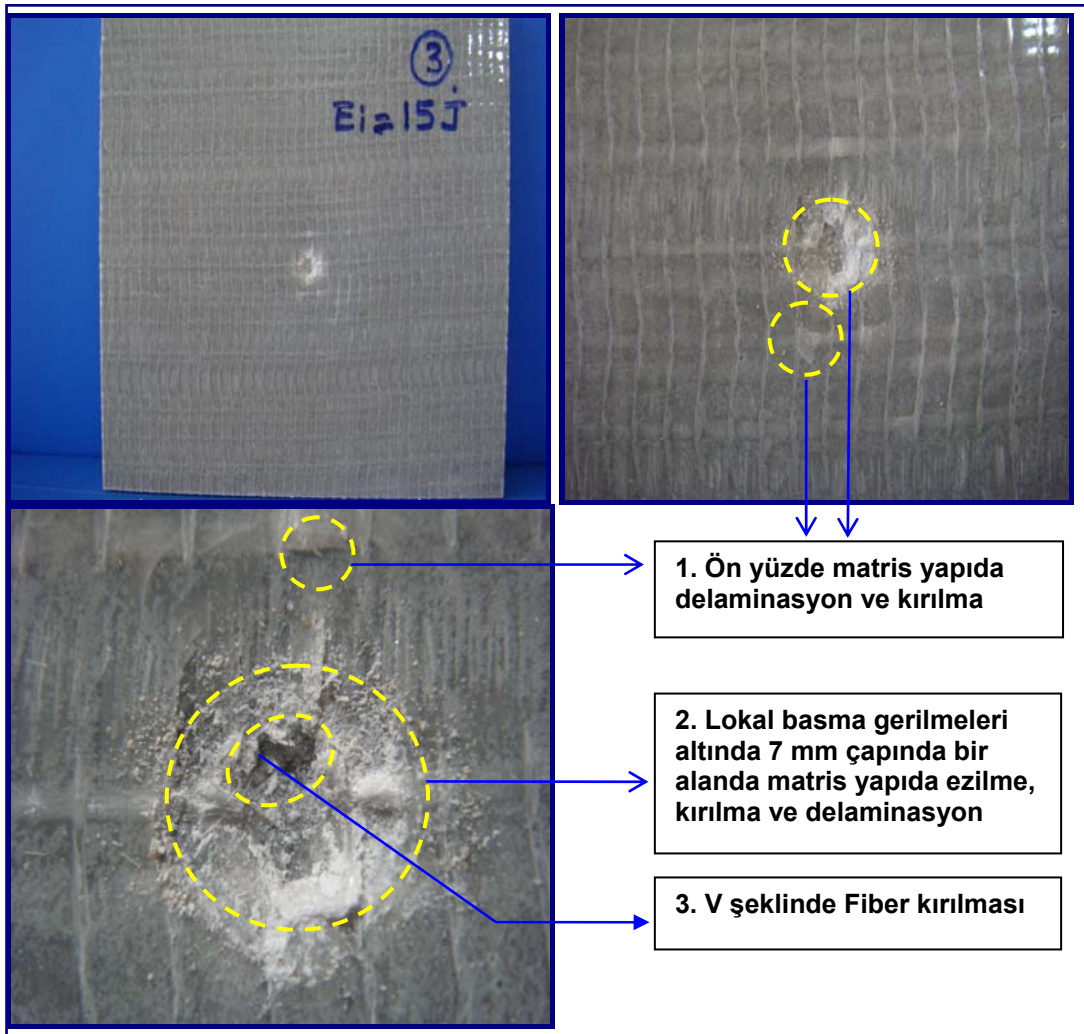 3
Ei=15J
1. Ön yüzde matris yapıda
delaminasyon ve kırılma
2. Lokal basma gerilmeleri
altında 7 mm çapında bir
alanda matris yapıda ezilme,
kırılma ve delaminasyon
3. V şeklinde Fiber kırılması